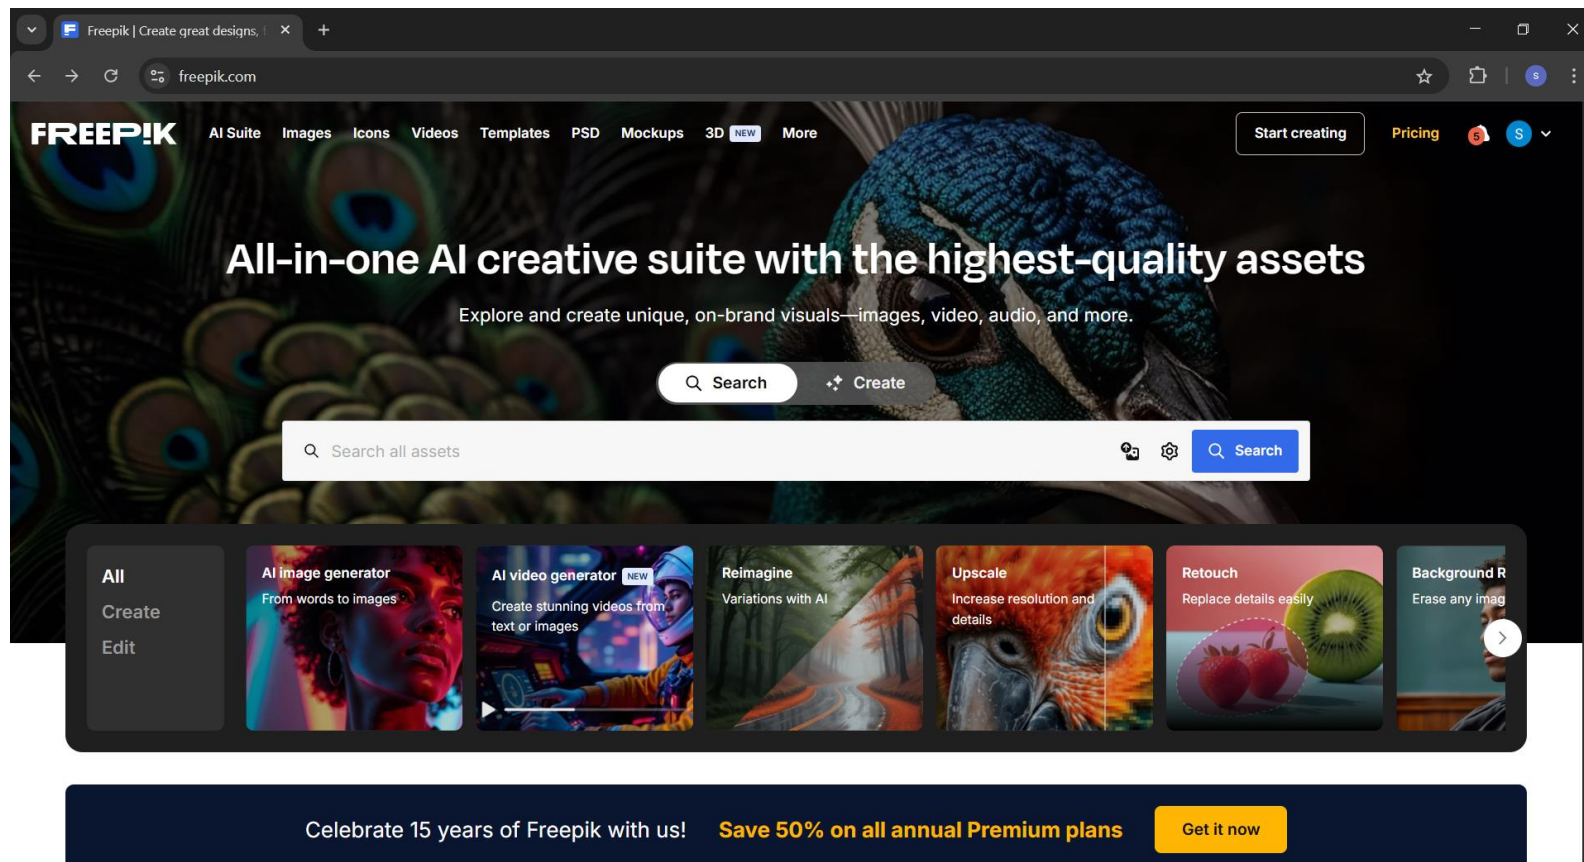 Freepik | Create great designs, f
freepik.com
S
FREEP!K
AI Suite Images Icons Videos Templates PSD Mockups 3D NEW More
Start creating
Pricing
5
S
All-in-one AI creative suite with the highest-quality assets
Explore and create unique, on-brand visuals—images, video, audio, and more.
Search
Create
Search all assets
Search
All
Create
Edit
AI image generator
From words to images
AI video generator NEW
Create stunning videos from
text or images
Reimagine
Variations with AI
Upscale
Increase resolution and
details
Retouch
Replace details easily
Background R
Erase any imag
Celebrate 15 years of Freepik with us! Save 50% on all annual Premium plans
Get it now